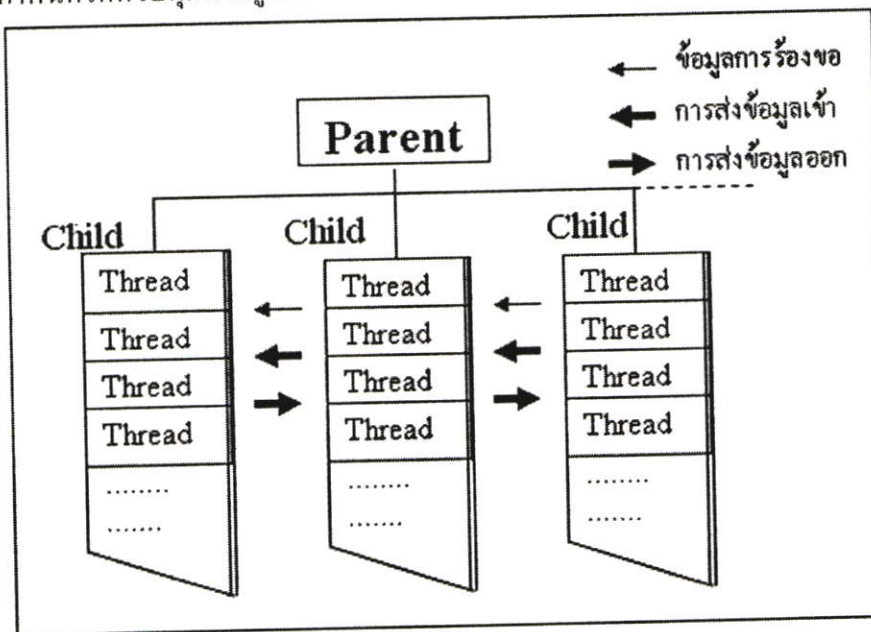 ข้อมูลการร้องขอ
การส่งข้อมูลเข้า
การส่งข้อมูลออก
Parent
Child
Child
Child
Thread
Thread
Thread
Thread
........
.......
Thread
Thread
Thread
Thread
........
.......
Thread
Thread
Thread
Thread
........
.......